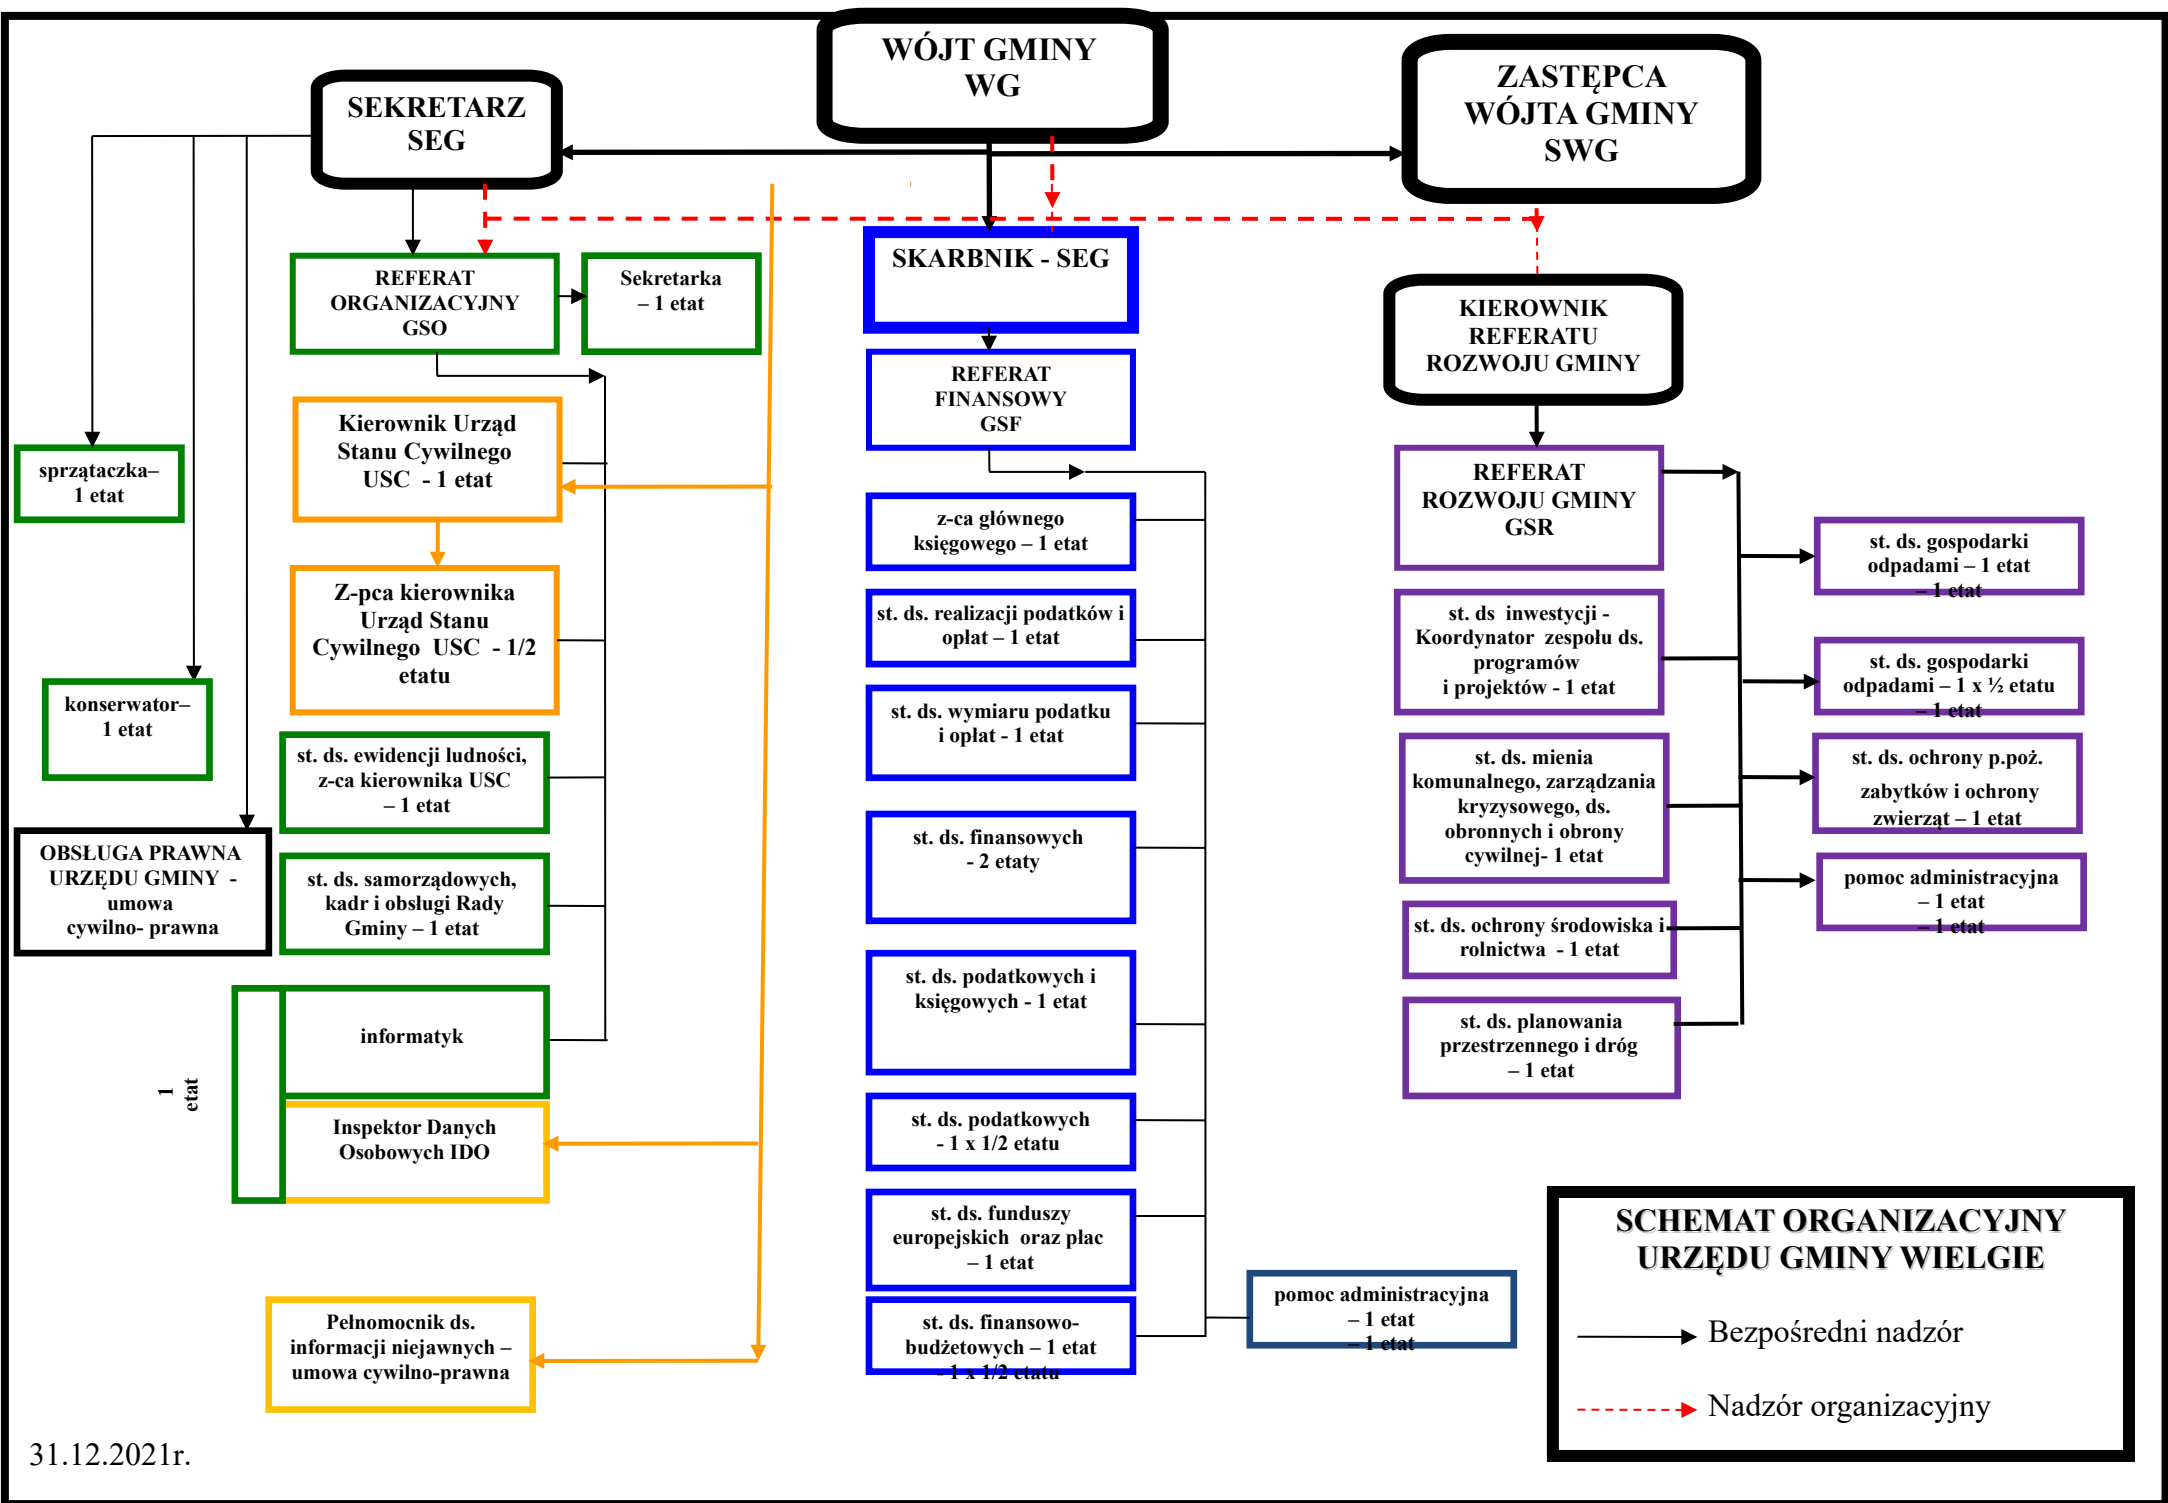 WÓJT GMINY
WG
SEKRETARZ
SEG
ZASTĘPCA
WÓJTA GMINY
SWG
REFERAT
ORGANIZACYJNY
GSO
Sekretarka
– 1 etat
SKARBNIK - SEG
KIEROWNIK
REFERATU
ROZWOJU GMINY
REFERAT
FINANSOWY
GSF
sprzątaczka–
1 etat
konserwator–
1 etat
OBSŁUGA PRAWNA
URZĘDU GMINY -
umowa
cywilno- prawna
Kierownik Urząd
Stanu Cywilnego
USC - 1 etat
Z-pca kierownika
Urząd Stanu
Cywilnego USC - 1/2
etatu
st. ds. ewidencji ludności,
z-ca kierownika USC
– 1 etat
st. ds. samorządowych,
kadr i obsługi Rady
Gminy – 1 etat
informatyk
1
etat
Inspektor Danych
Osobowych IDO
Pełnomocnik ds.
informacji niejawnych –
umowa cywilno-prawna
z-ca głównego
księgowego – 1 etat
st. ds. realizacji podatków i
opłat – 1 etat
st. ds. wymiaru podatku
i opłat - 1 etat
st. ds. finansowych
- 2 etaty
st. ds. podatkowych i
księgowych - 1 etat
st. ds. podatkowych
- 1 x 1/2 etatu
st. ds. funduszy
europejskich oraz płac
– 1 etat
st. ds. finansowo-
budżetowych – 1 etat
- 1 x 1/2 etatu
pomoc administracyjna
– 1 etat
– 1 etat
REFERAT
ROZWOJU GMINY
GSR
st. ds inwestycji -
Koordynator zespołu ds.
programów
i projektów - 1 etat
st. ds. mienia
komunalnego, zarządzania
kryzysowego, ds.
obronnych i obrony
cywilnej- 1 etat
st. ds. ochrony środowiska i
rolnictwa - 1 etat
st. ds. planowania
przestrzennego i dróg
– 1 etat
st. ds. gospodarki
odpadami – 1 etat
– 1 etat
st. ds. gospodarki
odpadami – 1 x ½ etatu
– 1 etat
st. ds. ochrony p.poż.
zabytków i ochrony
zwierząt – 1 etat
pomoc administracyjna
– 1 etat
– 1 etat
SCHEMAT ORGANIZACYJNY
URZĘDU GMINY WIELGIE
Bezpośredni nadzór
Nadzór organizacyjny
31.12.2021r.